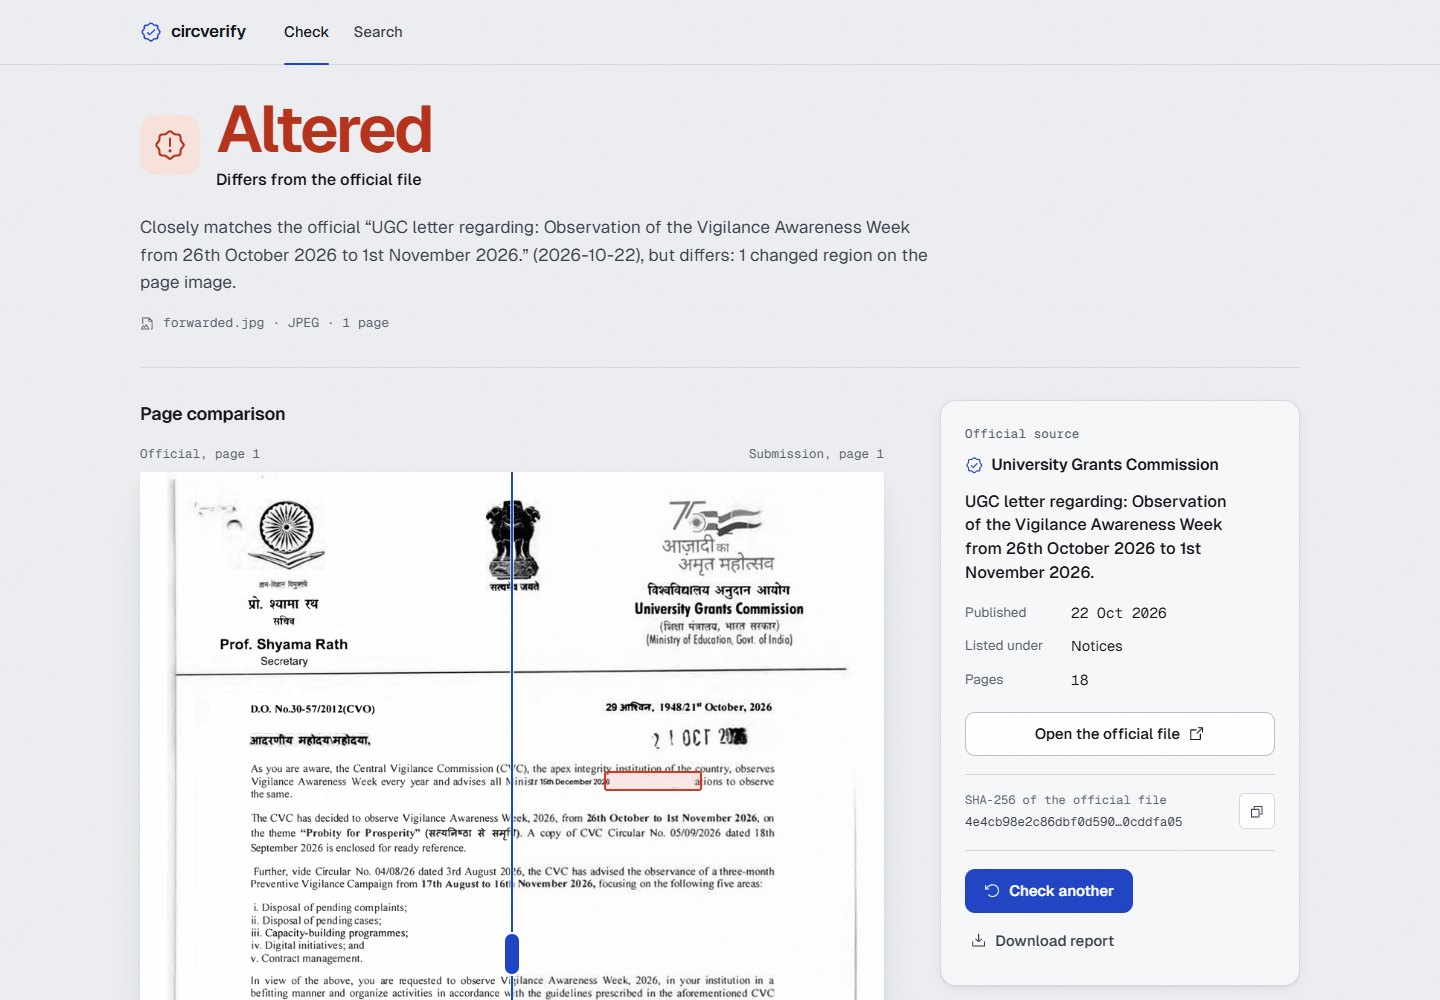 circverify
Check
Search
Altered
Differs from the official file
Closely matches the official “UGC letter regarding: Observation of the Vigilance Awareness Week
from 26th October 2026 to 1st November 2026.” (2026-10-22), but differs: 1 changed region on the
page image.
forwarded.jpg · JPEG · 1 page
Page comparison
Official, page 1
Submission, page 1
ज्ञान-विज्ञान विमुक्तये
प्रो. श्यामा रथ
सचिव
Prof. Shyama Rath
Secretary
सत्यमेव जयते
75
आज़ादी का
अमृत महोत्सव
विश्वविद्यालय अनुदान आयोग
University Grants Commission
(शिक्षा मंत्रालय, भारत सरकार)
(Ministry of Education, Govt. of India)
D.O. No.30-57/2012(CVO)
29 आश्विन, 1948/21st October, 2026
आदरणीय महोदय/महोदया,
2 1 OCT 2026
As you are aware, the Central Vigilance Commission (CVC), the apex integrity institution of the country, observes
Vigilance Awareness Week every year and advises all Ministr 15th December 2026 ations to observe
the same.
The CVC has decided to observe Vigilance Awareness Week, 2026, from 26th October to 1st November 2026, on
the theme “Probity for Prosperity” (सत्यनिष्ठा से समृ). A copy of CVC Circular No. 05/09/2026 dated 18th
September 2026 is enclosed for ready reference.
Further, vide Circular No. 04/08/26 dated 3rd August 2026, the CVC has advised the observance of a three-month
Preventive Vigilance Campaign from 17th August to 16th November 2026, focusing on the following five areas:
i. Disposal of pending complaints;
ii. Disposal of pending cases;
iii. Capacity-building programmes;
iv. Digital initiatives; and
v. Contract management.
In view of the above, you are requested to observe Vigilance Awareness Week, 2026, in your institution in a
befitting manner and organize activities in accordance with the guidelines prescribed in the aforementioned CVC
Official source
University Grants Commission
UGC letter regarding: Observation
of the Vigilance Awareness Week
from 26th October 2026 to 1st
November 2026.
Published 22 Oct 2026
Listed under Notices
Pages 18
Open the official file
SHA-256 of the official file
4e4cb98e2c86dbf0d590…0cddfa05
Check another
Download report